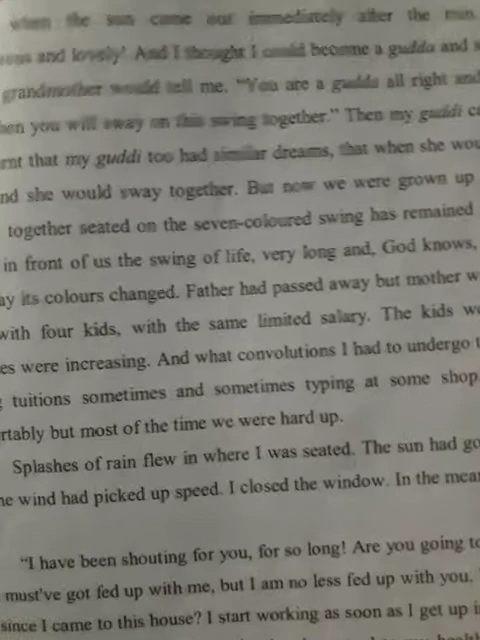 when the sun came out immediately after the rain
and lovely! And I thought I could become a gudda and
grandmother would tell me, "You are a gudda all right and
you will sway on this swing together." Then my guddi
that my guddi too had similar dreams, that when she wou
nd she would sway together. But now we were grown up
together seated on the seven-coloured swing has remained
in front of us the swing of life, very long and, God knows,
ay its colours changed. Father had passed away but mother w
with four kids, with the same limited salary. The kids we
es were increasing. And what convolutions I had to undergo t
g tuitions sometimes and sometimes typing at some shop
rtably but most of the time we were hard up.
Splashes of rain flew in where I was seated. The sun had go
he wind had picked up speed. I closed the window. In the mean
"I have been shouting for you, for so long! Are you going to
must've got fed up with me, but I am no less fed up with you.
since I came to this house? I start working as soon as I get up i